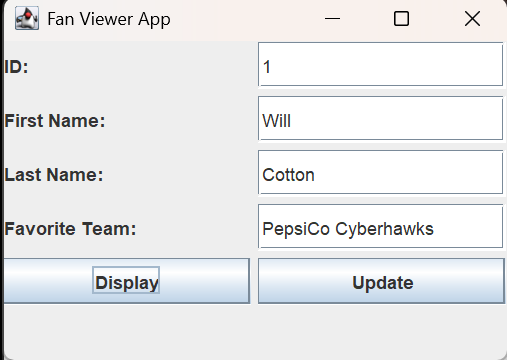 Fan Viewer App
ID: 1
First Name: Will
Last Name: Cotton
Favorite Team: PepsiCo Cyberhawks
Display Update